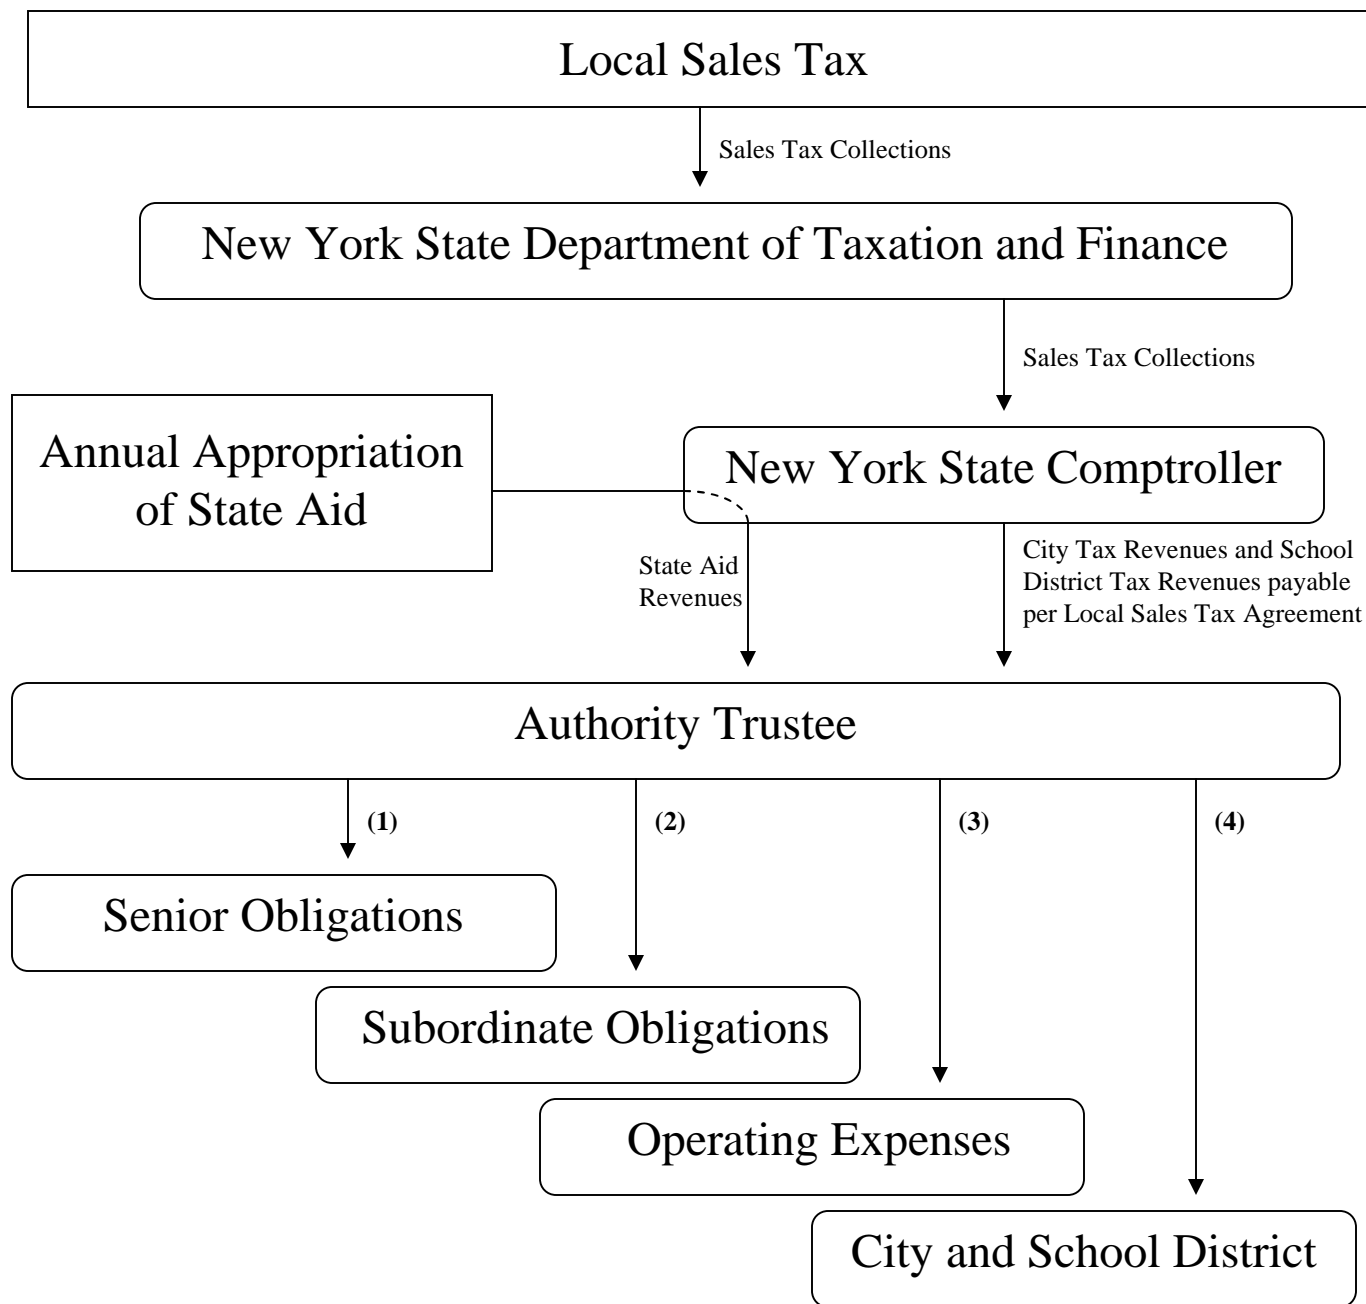 Local Sales Tax
Sales Tax Collections
New York State Department of Taxation and Finance
Sales Tax Collections
Annual Appropriation
of State Aid
New York State Comptroller
State Aid
Revenues
City Tax Revenues and School
District Tax Revenues payable
per Local Sales Tax Agreement
Authority Trustee
(1)
(2)
(3)
(4)
Senior Obligations
Subordinate Obligations
Operating Expenses
City and School District